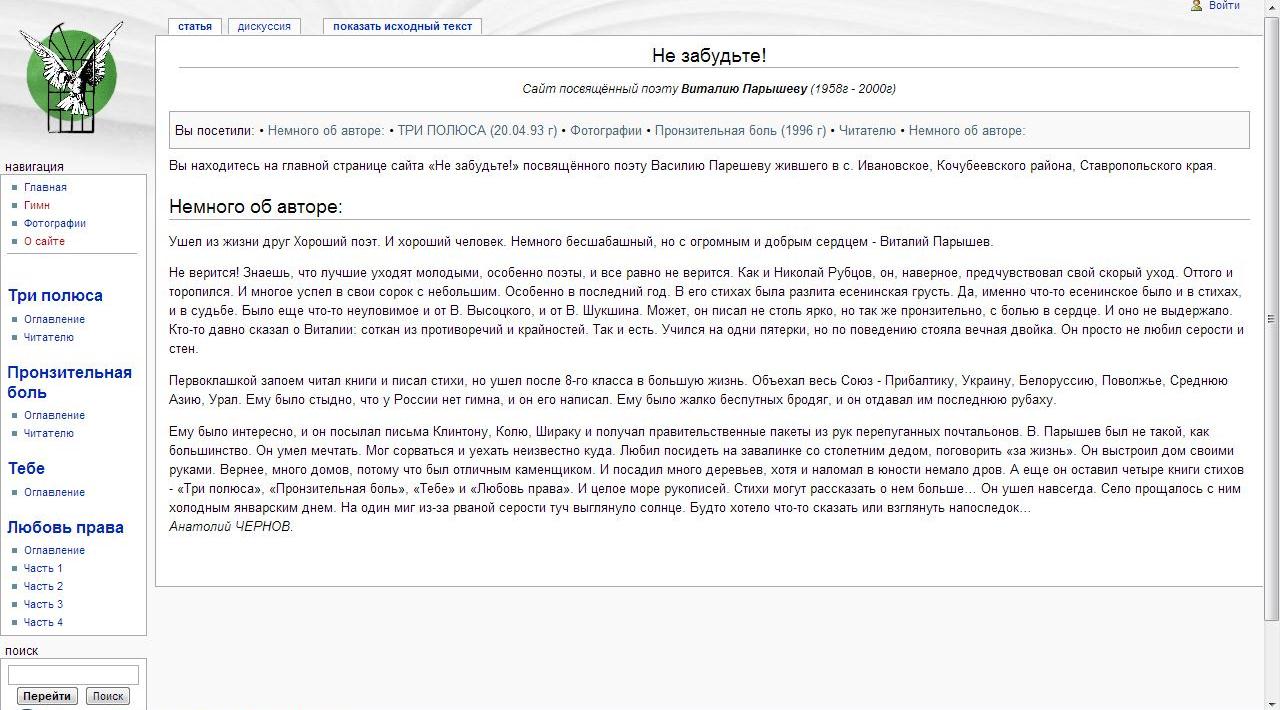 Войти
статья
дискуссия
показать исходный текст
Не забудьте!
Сайт посвящённый поэту Виталию Парышеву (1958г - 2000г)
Вы посетили: • Немного об авторе: • ТРИ ПОЛЮСА (20.04.93 г) • Фотографии • Пронзительная боль (1996 г) • Читателю • Немного об авторе:
Вы находитесь на главной странице сайта «Не забудьте!» посвящённого поэту Василию Парешеву жившего в с. Ивановское, Кочубеевского района, Ставропольского края.
Немного об авторе:
Ушел из жизни друг Хороший поэт. И хороший человек. Немного бесшабашный, но с огромным и добрым сердцем - Виталий Парышев.
Не верится! Знаешь, что лучшие уходят молодыми, особенно поэты, и все равно не верится. Как и Николай Рубцов, он, наверное, предчувствовал свой скорый уход. Оттого и
торопился. И многое успел в свои сорок с небольшим. Особенно в последний год. В его стихах была разлита есенинская грусть. Да, именно что-то есенинское было и в стихах,
и в судьбе. Было еще что-то неуловимое и от В. Высоцкого, и от В. Шукшина. Может, он писал не столь ярко, но так же пронзительно, с болью в сердце. И оно не выдержало.
Кто-то давно сказал о Виталии: соткан из противоречий и крайностей. Так и есть. Учился на одни пятерки, но по поведению стояла вечная двойка. Он просто не любил серости и
стен.
Первоклашкой запоем читал книги и писал стихи, но ушел после 8-го класса в большую жизнь. Объехал весь Союз - Прибалтику, Украину, Белоруссию, Поволжье, Среднюю
Азию, Урал. Ему было стыдно, что у России нет гимна, и он его написал. Ему было жалко беспутных бродяг, и он отдавал им последнюю рубаху.
Ему было интересно, и он посылал письма Клинтону, Колю, Шираку и получал правительственные пакеты из рук перепуганных почтальонов. В. Парышев был не такой, как
большинство. Он умел мечтать. Мог сорваться и уехать неизвестно куда. Любил посидеть на завалинке со столетним дедом, поговорить «за жизнь». Он выстроил дом своими
руками. Вернее, много домов, потому что был отличным каменщиком. И посадил много деревьев, хотя и наломал в юности немало дров. А еще он оставил четыре книги стихов
- «Три полюса», «Пронзительная боль», «Тебе» и «Любовь права». И целое море рукописей. Стихи могут рассказать о нем больше… Он ушел навсегда. Село прощалось с ним
холодным январским днем. На один миг из-за рваной серости туч выглянуло солнце. Будто хотело что-то сказать или взглянуть напоследок…
Анатолий ЧЕРНОВ.
навигация
Главная
Гимн
Фотографии
О сайте
Три полюса
Оглавление
Читателю
Пронзительная
боль
Оглавление
Читателю
Тебе
Оглавление
Любовь права
Оглавление
Часть 1
Часть 2
Часть 3
Часть 4
поиск
Перейти
Поиск